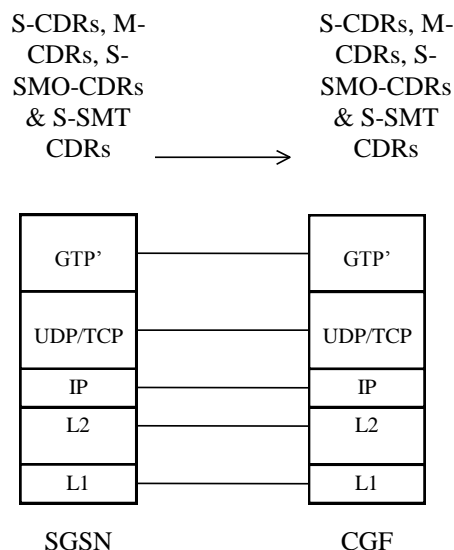 S-CDRs, M-
CDRs, S-
SMO-CDRs
& S-SMT
CDRs
S-CDRs, M-
CDRs, S-
SMO-CDRs
& S-SMT
CDRs
GTP’
GTP’
UDP/TCP
UDP/TCP
IP
IP
L2
L2
L1
L1
SGSN
CGF